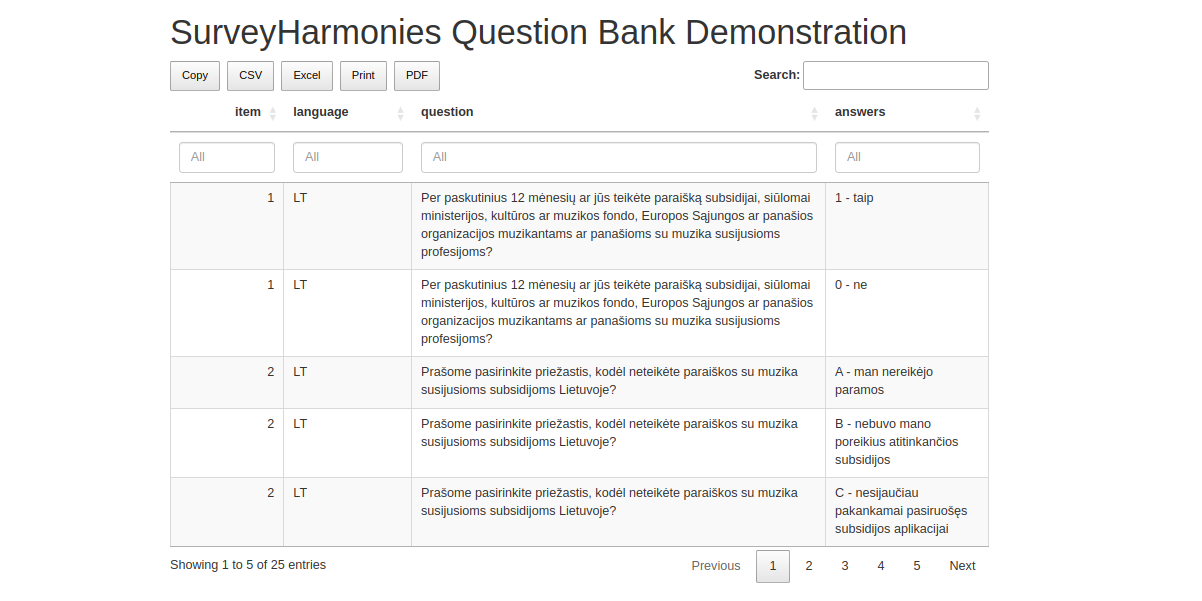 SurveyHarmonies Question Bank Demonstration
Copy CSV Excel Print PDF Search:
item language question answers
All All All All
1 LT Per paskutinius 12 mėnesių ar jūs teikėte paraišką subsidijai, siūlomai 1 - taip
ministerijos, kultūros ar muzikos fondo, Europos Sąjungos ar panašios
organizacijos muzikantams ar panašioms su muzika susijusioms
profesijoms?
1 LT Per paskutinius 12 mėnesių ar jūs teikėte paraišką subsidijai, siūlomai 0 - ne
ministerijos, kultūros ar muzikos fondo, Europos Sąjungos ar panašios
organizacijos muzikantams ar panašioms su muzika susijusioms
profesijoms?
2 LT Prašome pasirinkite priežastis, kodėl neteikėte paraiškos su muzika A - man nereikėjo
susijusioms subsidijoms Lietuvoje? paramos
2 LT Prašome pasirinkite priežastis, kodėl neteikėte paraiškos su muzika B - nebuvo mano
susijusioms subsidijoms Lietuvoje? poreikius atitinkančios
subsidijos
2 LT Prašome pasirinkite priežastis, kodėl neteikėte paraiškos su muzika C - nesijaučiau
susijusioms subsidijoms Lietuvoje? pakankamai pasiruošęs
subsidijos aplikacijai
Showing 1 to 5 of 25 entries Previous 1 2 3 4 5 Next